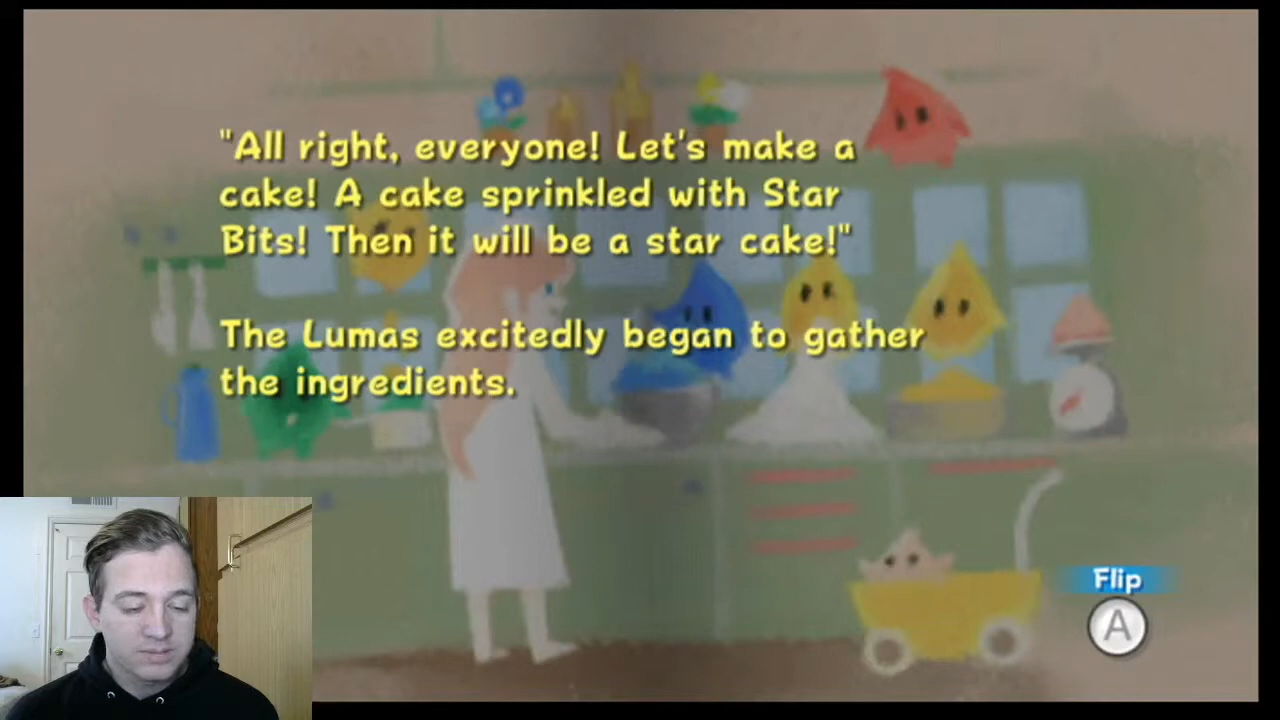 "All right, everyone! Let's make a
cake! A cake sprinkled with Star
Bits! Then it will be a star cake!"
The Lumas excitedly began to gather
the ingredients.
Flip
A